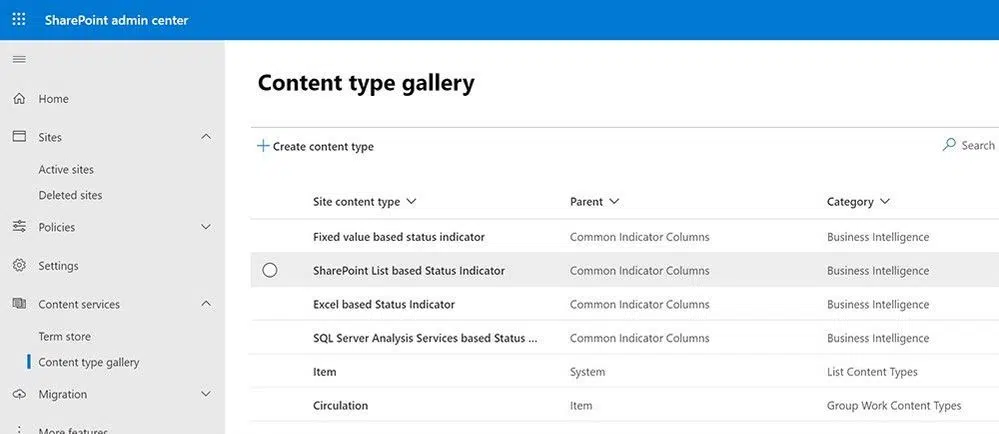 SharePoint admin center
Home
Sites
Active sites
Deleted sites
Policies
Settings
Content services
Term store
Content type gallery
Migration
More features
Content type gallery
Create content type
Search
Site content type Parent Category
Fixed value based status indicator Common Indicator Columns Business Intelligence
SharePoint List based Status Indicator Common Indicator Columns Business Intelligence
Excel based Status Indicator Common Indicator Columns Business Intelligence
SQL Server Analysis Services based Status ... Common Indicator Columns Business Intelligence
Item System List Content Types
Circulation Item Group Work Content Types